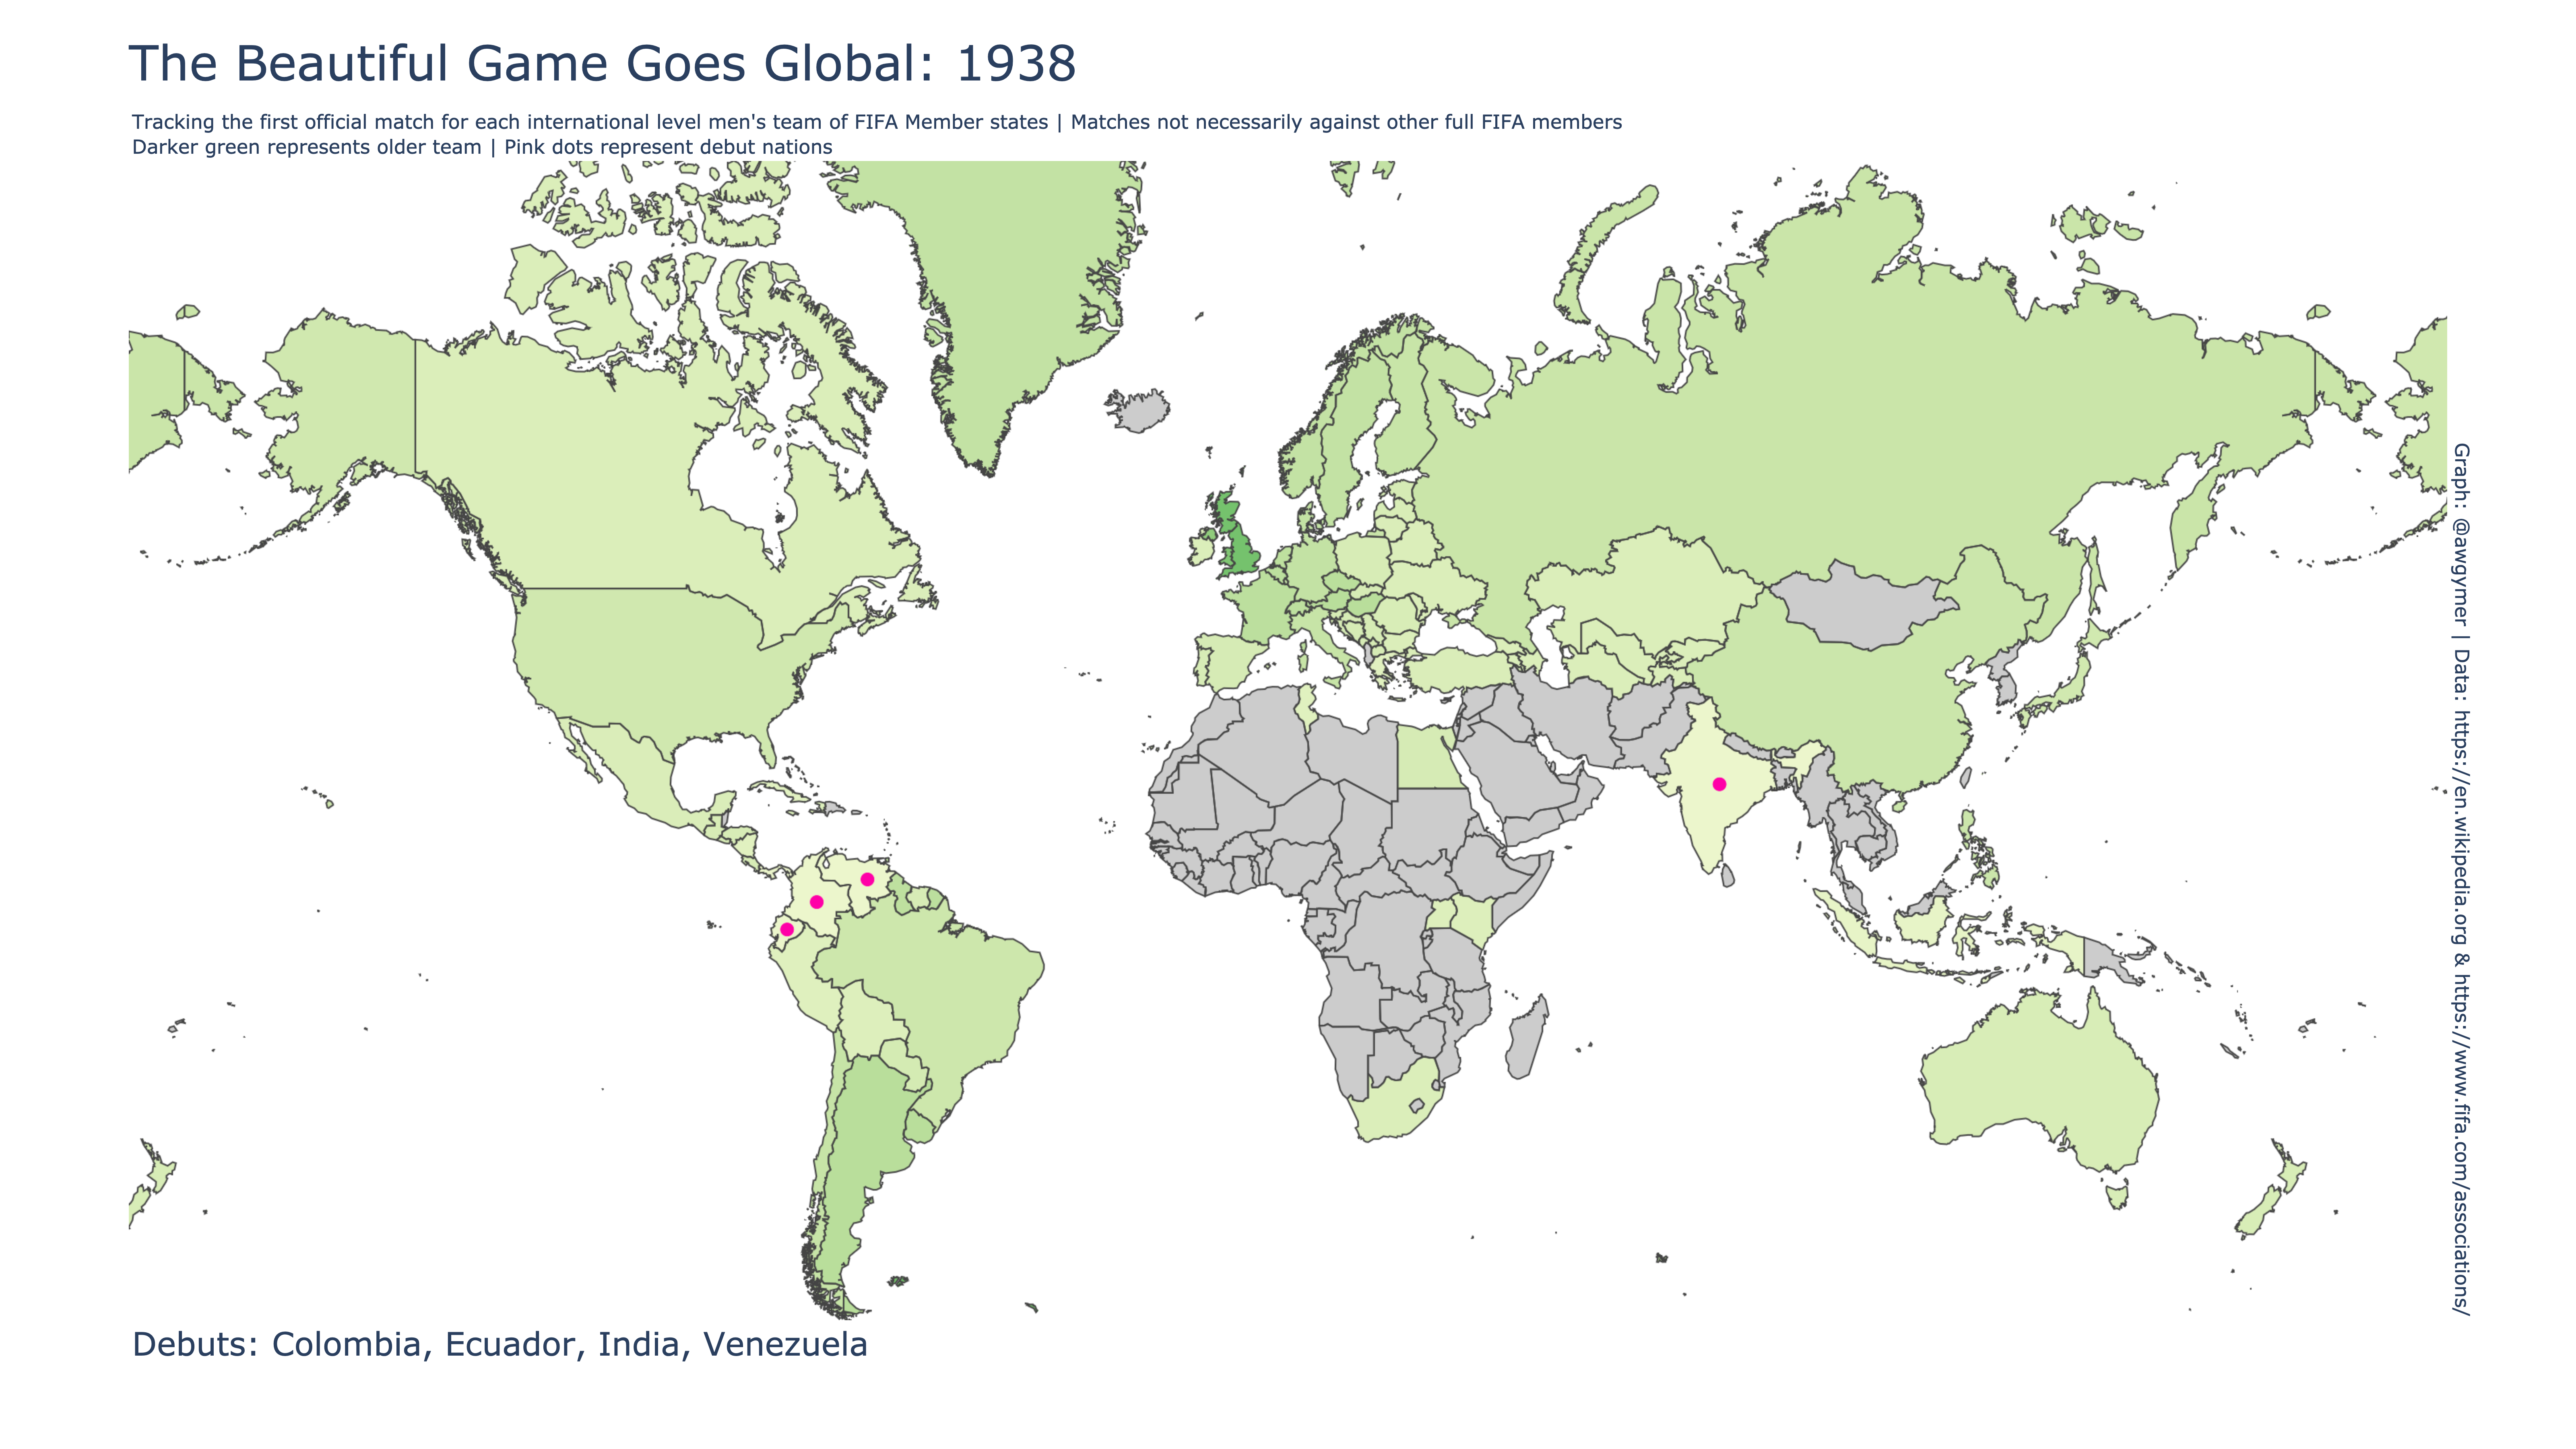 The Beautiful Game Goes Global: 1938
Tracking the first official match for each international level men's team of FIFA Member states | Matches not necessarily against other full FIFA members
Darker green represents older team | Pink dots represent debut nations
Graph: @awgymer | Data: https://en.wikipedia.org & https://www.fifa.com/associations/
Debuts: Colombia, Ecuador, India, Venezuela